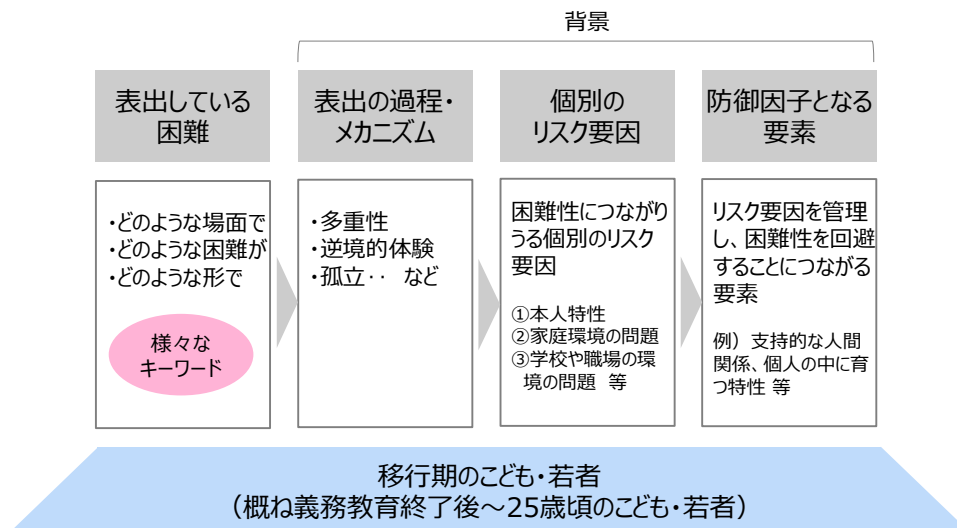 背景
表出している
困難
表出の過程・
メカニズム
個別の
リスク要因
防御因子となる
要素
・どのような場面で
・どのような困難が
・どのような形で
様々な
キーワード
・多重性
・逆境的体験
・孤立‥ など
困難性につながり
うる個別のリスク
要因
①本人特性
②家庭環境の問題
③学校や職場の環
境の問題 等
リスク要因を管理
し、困難性を回避
することにつながる
要素
例）支持的な人間
関係、個人の中に育
つ特性 等
移行期のこども・若者
（概ね義務教育終了後～25歳頃のこども・若者）